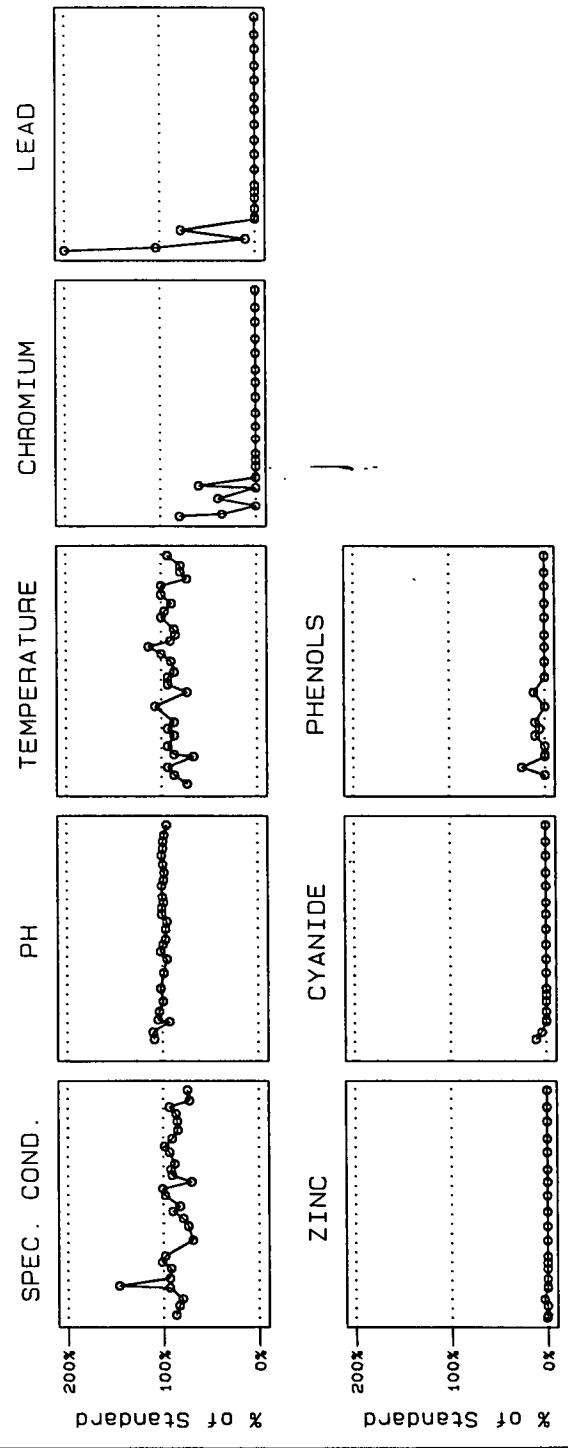 SPEC. COND.
PH
TEMPERATURE
CHROMIUM
LEAD
200%
100%
0%
% of Standard
ZINC
CYANIDE
PHENOLS
200%
100%
0%
% of Standard